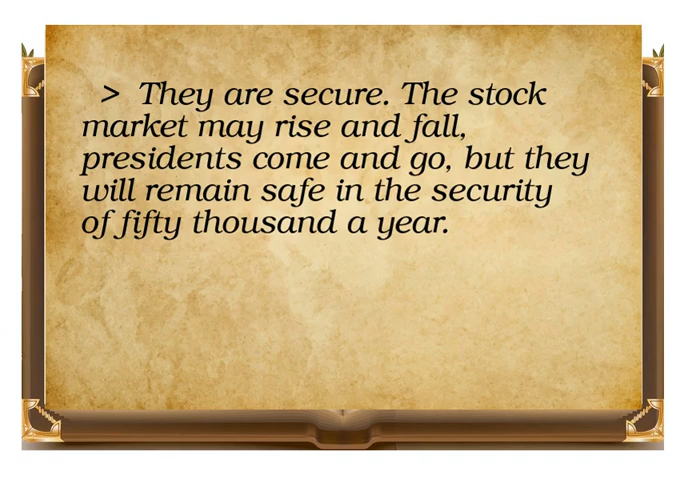 > They are secure. The stock
market may rise and fall,
presidents come and go, but they
will remain safe in the security
of fifty thousand a year.